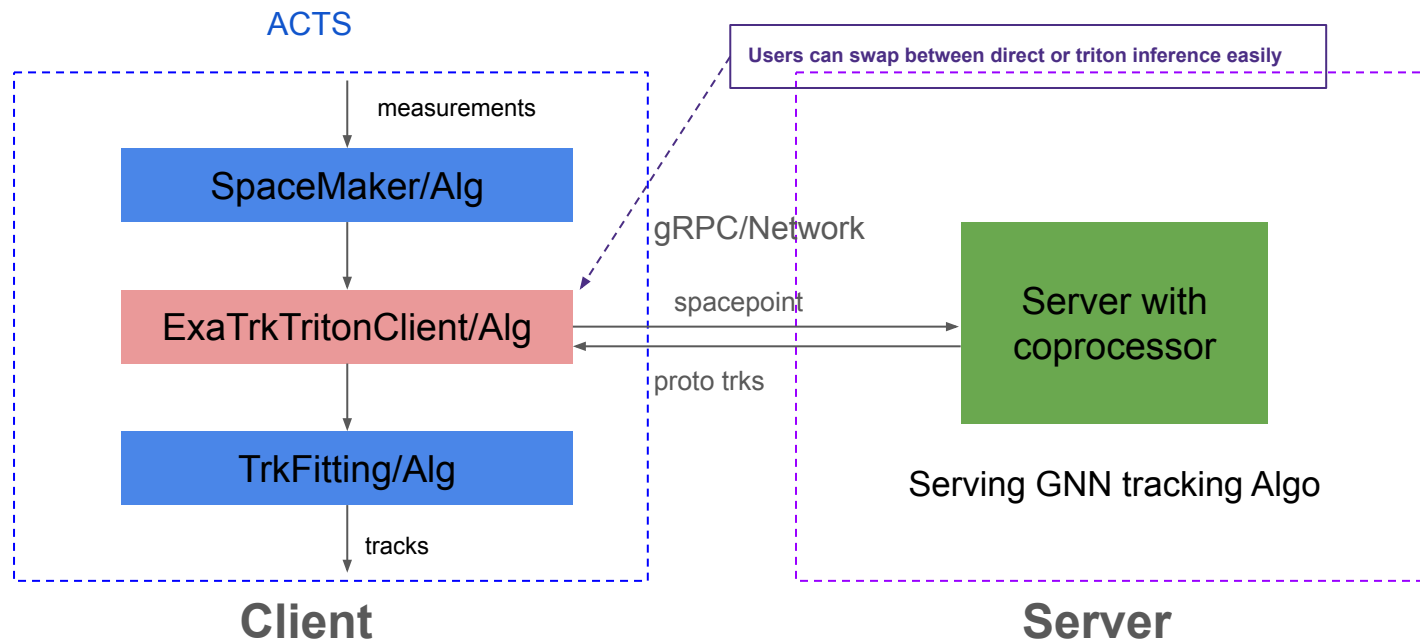 ACTS
Users can swap between direct or triton inference easily
measurements
SpaceMaker/Alg
gRPC/Network
ExaTrkTritonClient/Alg
spacepoint
proto trks
Server with
coprocessor
TrkFitting/Alg
Serving GNN tracking Algo
tracks
Client
Server